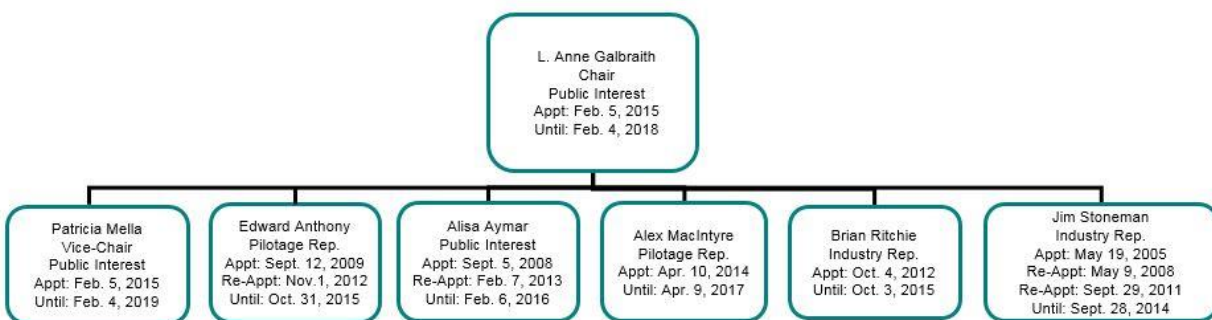 L. Anne Galbraith
Chair
Public Interest
Appt: Feb. 5, 2015
Until: Feb. 4, 2018
Patricia Mella
Vice-Chair
Public Interest
Appt: Feb. 5, 2015
Until: Feb. 4, 2019
Edward Anthony
Pilotage Rep.
Appt: Sept. 12, 2009
Re-Appt: Nov.1, 2012
Until: Oct. 31, 2015
Alisa Aymar
Public Interest
Appt: Sept. 5, 2008
Re-Appt: Feb. 7, 2013
Until: Feb. 6, 2016
Alex MacIntyre
Pilotage Rep.
Appt: Apr. 10, 2014
Until: Apr. 9, 2017
Brian Ritchie
Industry Rep.
Appt: Oct. 4, 2012
Until: Oct. 3, 2015
Jim Stoneman
Industry Rep.
Appt: May 19, 2005
Re-Appt: May 9, 2008
Re-Appt: Sept. 29, 2011
Until: Sept. 28, 2014